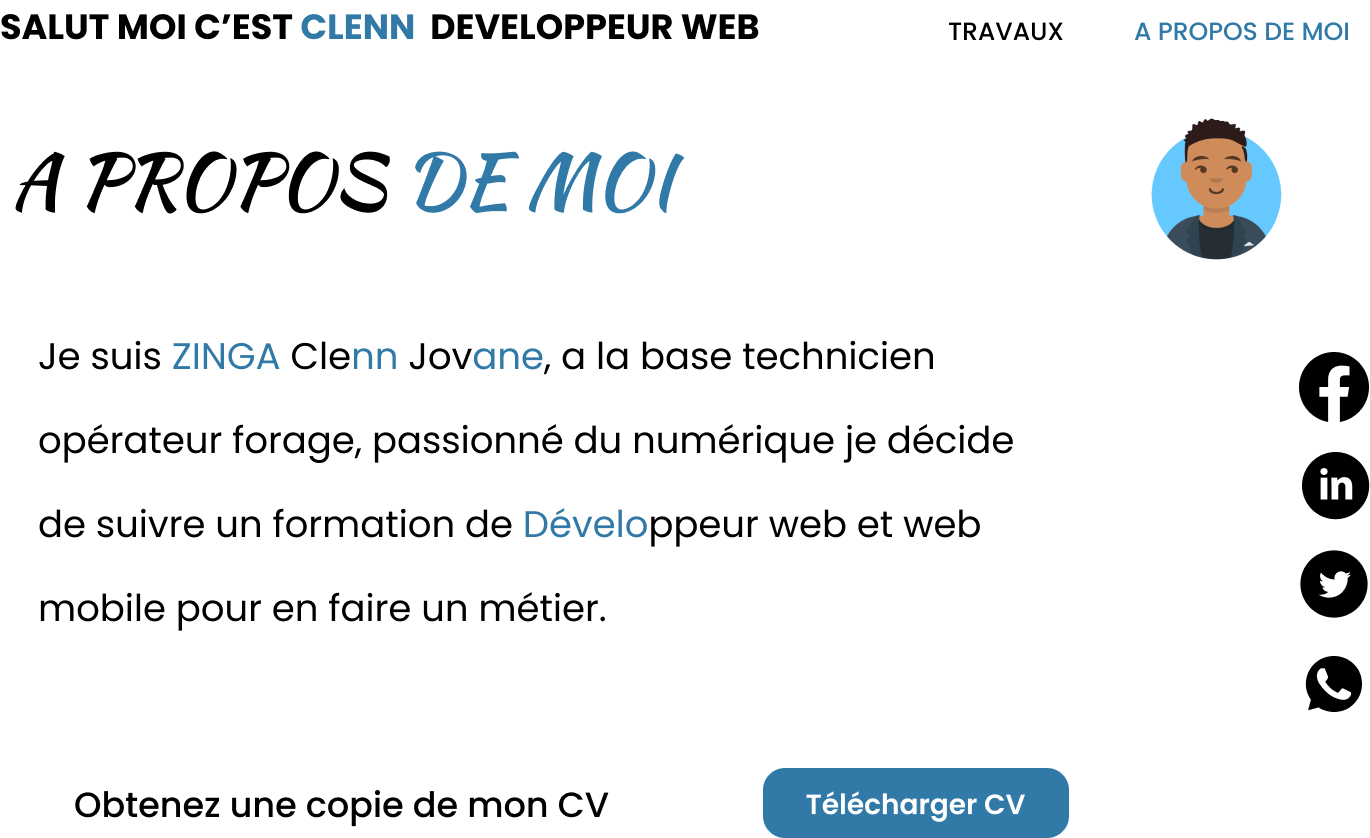 SALUT MOI C’EST CLENN DEVELOPPEUR WEB
TRAVAUX
A PROPOS DE MOI
A PROPOS DE MOI
Je suis ZINGA Clenn Jovane, a la base technicien
opérateur forage, passionné du numérique je décide
de suivre un formation de Développeur web et web
mobile pour en faire un métier.
in
Obtenez une copie de mon CV
Télécharger CV